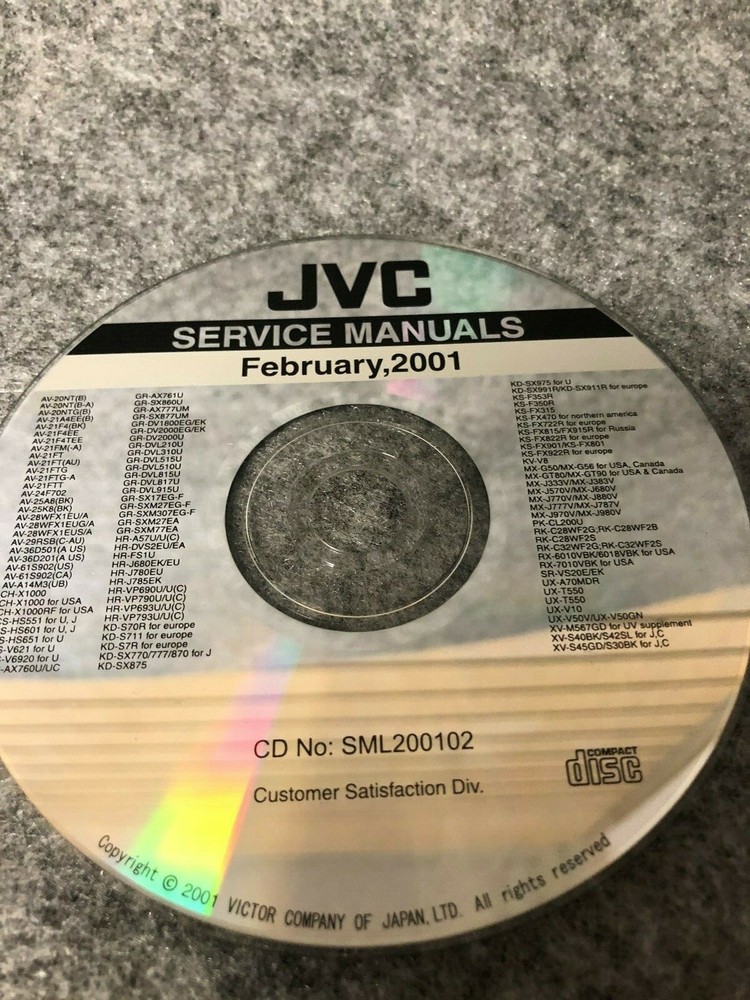 JVC
SERVICE MANUALS
February,2001
AV-20NT(B)
AV-20NT(B-A)
AV-20NTG(B)
AV-21A4EE(B)
AV-21F4(BK)
AV-21F4EE
AV-21F4TEE
AV-21FM(-A)
AV-21FT
AV-21FT(AU)
AV-21FTG
AV-21FTG-A
AV-21FTT
AV-24F702
AV-25A8(BK)
AV-25K8(BK)
AV-28WFX1EU/A
AV-28WFX1EUG/A
AV-28WFX1EUS/A
AV-29RSB(C-AU)
AV-36D501(A US)
AV-36D201(A US)
AV-61S902(US)
AV-61S902(CA)
AV-A14M3(UB)
CH-X1000
CH-X1000 for USA
CH-X1000RF for USA
CS-HS551 for U, J
S-HS601 for U, J
S-HS651 for U
S-V621 for U
-V6920 for U
-AX760U/UC
GR-AX761U
GR-SX860U
GR-AX777UM
GR-SX877UM
GR-DV1800EG/EK
GR-DV2000EG/EK
GR-DV2000U
GR-DVL210U
GR-DVL310U
GR-DVL515U
GR-DVL510U
GR-DVL815U
GR-DVL817U
GR-DVL915U
GR-SX17EG-F
GR-SXM27EG-F
GR-SXM307EG-F
GR-SXM27EA
GR-SXM77EA
HR-A57U/U(C)
HR-DVS2EU/EA
HR-FS1U
HR-J680EK/EU
HR-J780EU
HR-J785EK
HR-VP690U/U(C)
HR-VP790U/U(C)
HR-VP693U/U(C)
HR-VP793U/U(C)
KD-S70R for europe
KD-S711 for europe
KD-S7R for europe
KD-SX770/777/870 for J
KD-SX875
KD-SX975 for U
KD-SX991R/KD-SX911R for europe
KS-F353R
KS-F350R
KS-FX315
KS-FX470 for northern america
KS-FX722R for europe
KS-FX815/FX915R for Russia
KS-FX822R for europe
KS-FX901/KS-FX801
KS-FX922R for europe
KV-V8
MX-G50/MX-G56 for USA, Canada
MX-GT80/MX-GT90 for USA & Canada
MX-J333V/MX-J383V
MX-J570V/MX-J680V
MX-J770V/MX-J880V
MX-J777V/MX-J787V
MX-J970V/MX-J980V
PK-CL200U
RK-C28WF2G;RK-C28WF2B
RK-C28WF2S
RK-C32WF2G;RK-C32WF2S
RX-6010VBK/6018VBK for USA
RX-7010VBK for USA
SR-VS20E/EK
UX-A70MDR
UX-T550
UX-T550
UX-V10
UX-V50V/UX-V50GN
XV-M567GD for UV supplement
XV-S40BK/S42SL for J,C
XV-S45GD/S30BK for J,C
CD No: SML200102
Customer Satisfaction Div.
COMPACT
disc
Copyright © 2001 VICTOR COMPANY OF JAPAN,LTD. All rights reserved